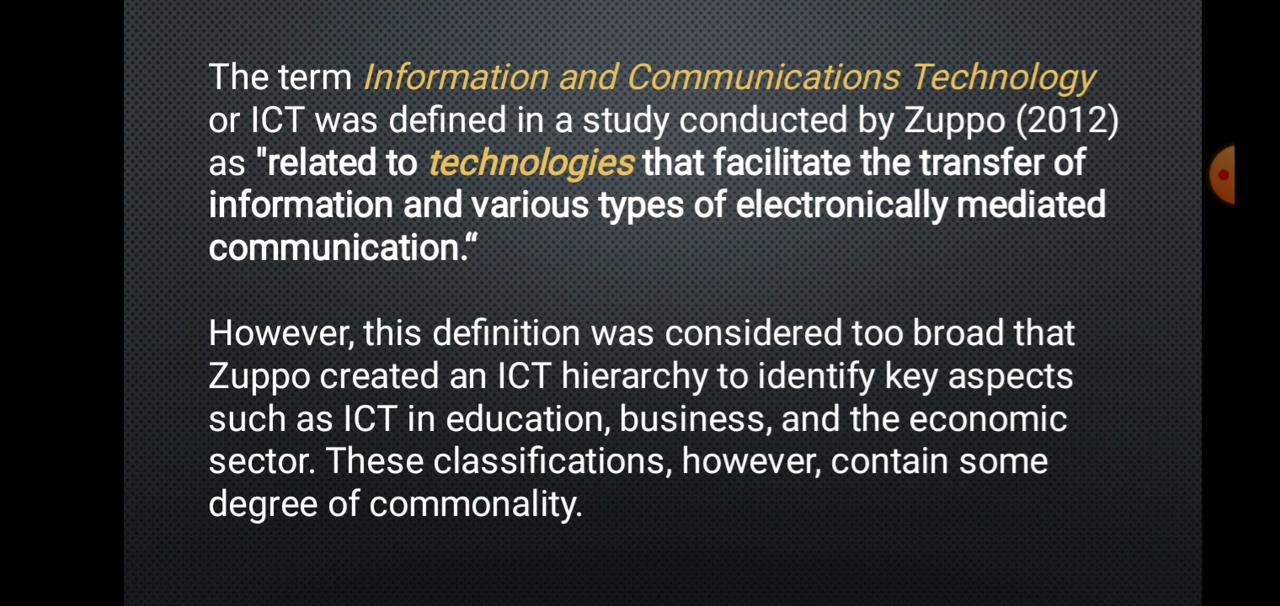 The term Information and Communications Technology
or ICT was defined in a study conducted by Zuppo (2012)
as "related to technologies that facilitate the transfer of
information and various types of electronically mediated
communication.“
However, this definition was considered too broad that
Zuppo created an ICT hierarchy to identify key aspects
such as ICT in education, business, and the economic
sector. These classifications, however, contain some
degree of commonality.